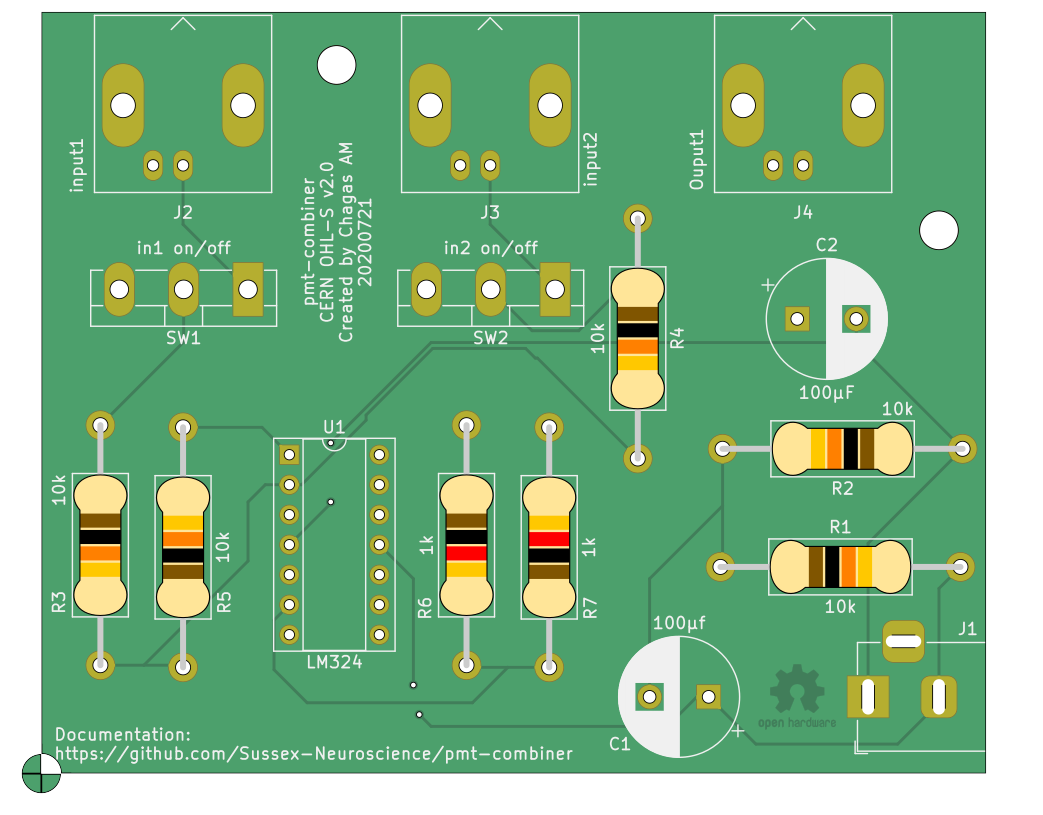 input1
J2
pmt-combiner
CERN OHL-S v2.0
Created by Chagas AM
20200721
J3
input2
Ouput1
J4
in1 on/off
SW1
in2 on/off
SW2
10k
R4
C2
100µF
10k
R2
R1
10k
10k
R3
10k
R5
U1
LM324
1k
R6
1k
R7
100µf
C1
J1
open hardware
Documentation:
https://github.com/Sussex-Neuroscience/pmt-combiner